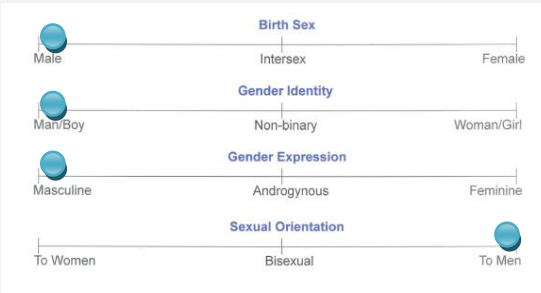 Birth Sex
Male Intersex Female
Gender Identity
Man/Boy Non-binary Woman/Girl
Gender Expression
Masculine Androgynous Feminine
Sexual Orientation
To Women Bisexual To Men